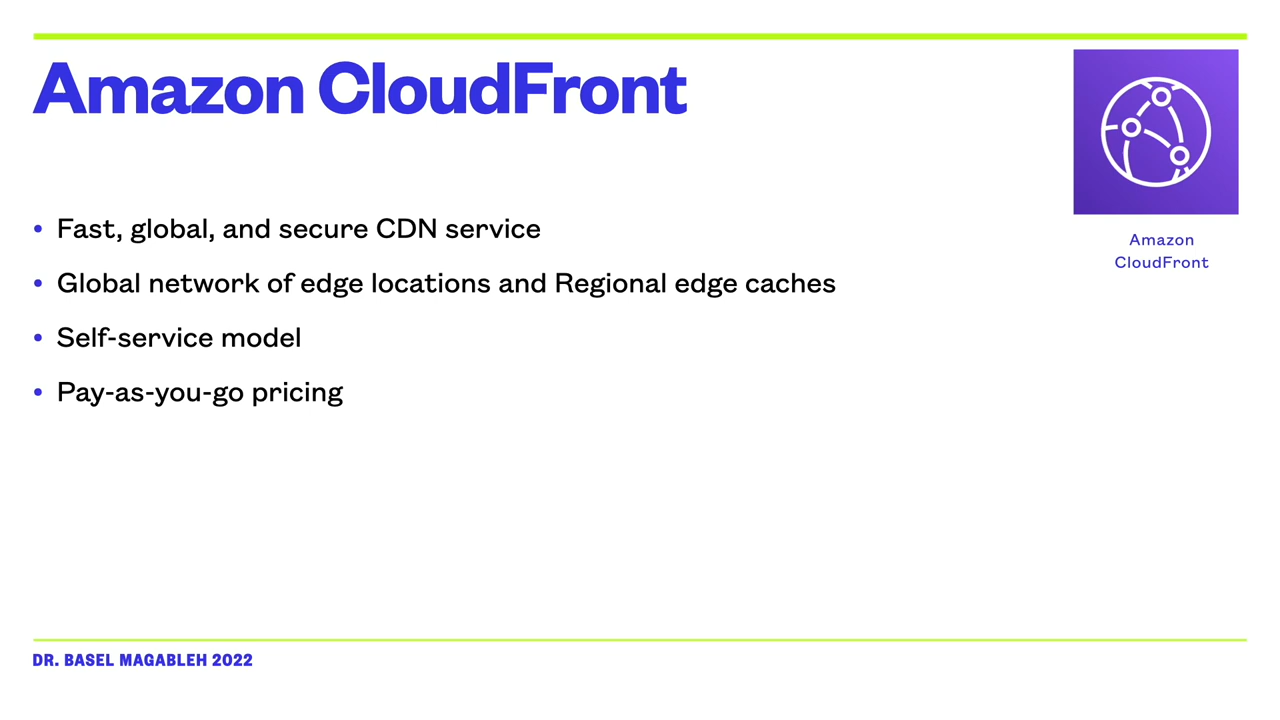 Amazon CloudFront
Amazon
CloudFront
• Fast, global, and secure CDN service
• Global network of edge locations and Regional edge caches
• Self-service model
• Pay-as-you-go pricing
DR. BASEL MAGABLEH 2022